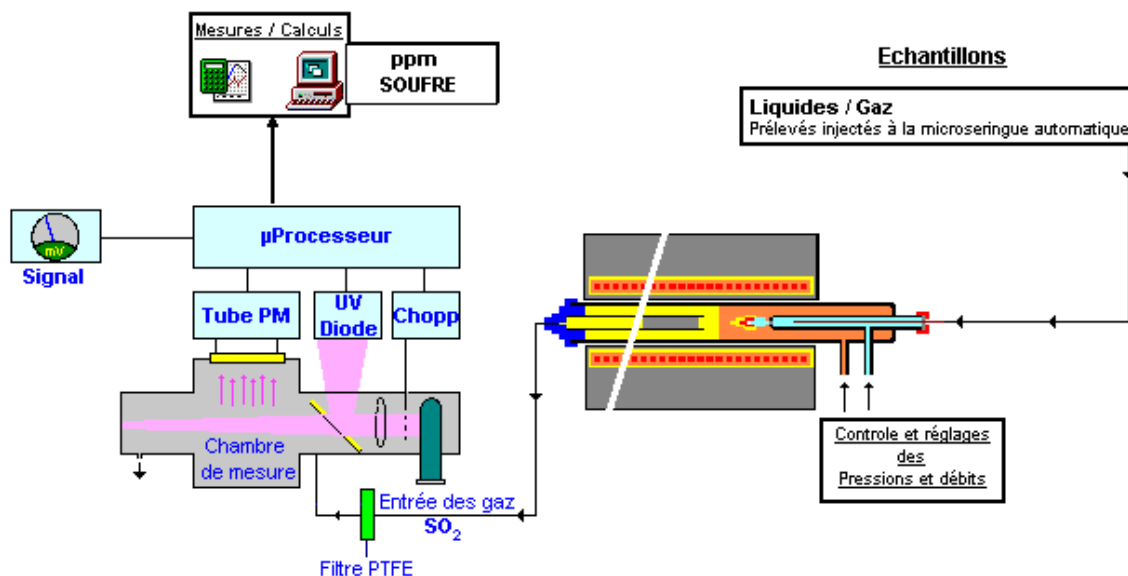 Mesures / Calculs
ppm
SOUFRE
Echantillons
Liquides / Gaz
Prélevés injectés à la microseringue automatique
µProcesseur
mV
Signal
Tube PM
UV
Diode
Chopp
Chambre
de mesure
Controle et réglages
des
Pressions et débits
Entrée des gaz
SO₂
Filtre PTFE